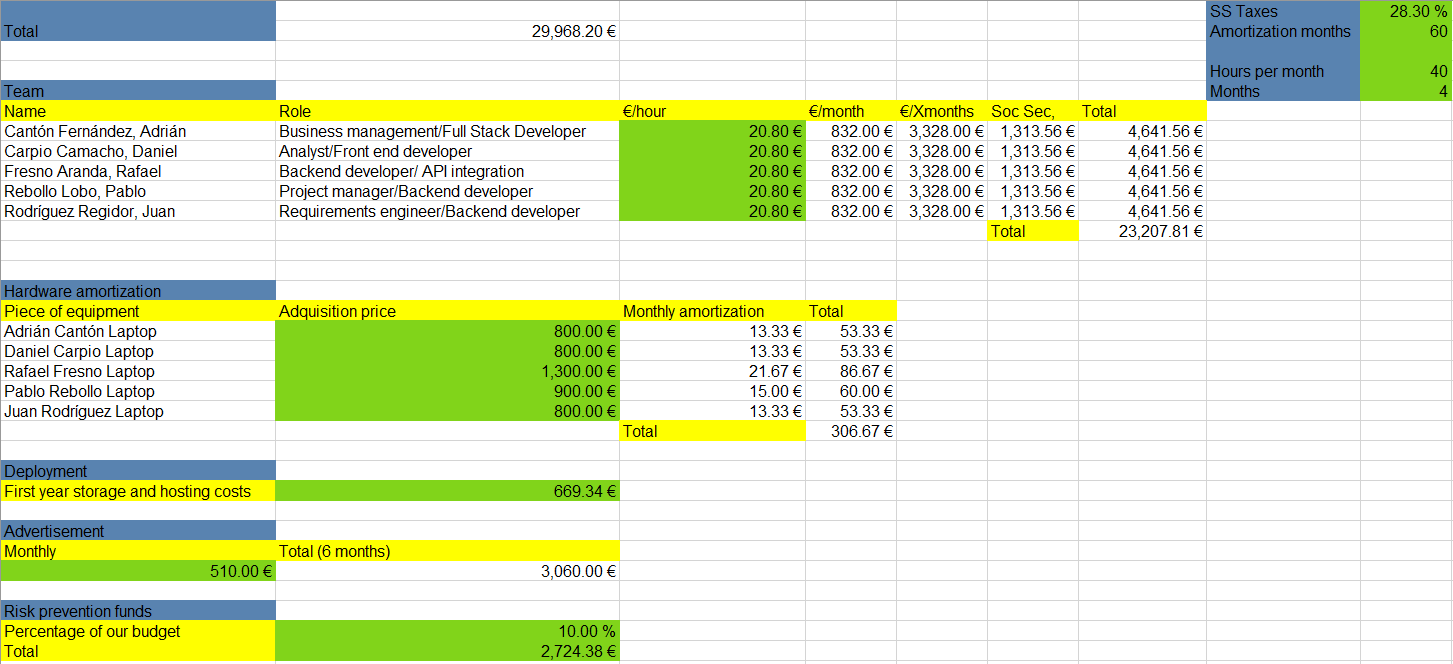 SS Taxes 28.30 %
Total 29,968.20 € Amortization months 60
Hours per month 40
Team Months 4
Name Role €/hour €/month €/Xmonths Soc Sec, Total
Cantón Fernández, Adrián Business management/Full Stack Developer 20.80 € 832.00 € 3,328.00 € 1,313.56 € 4,641.56 €
Carpio Camacho, Daniel Analyst/Front end developer 20.80 € 832.00 € 3,328.00 € 1,313.56 € 4,641.56 €
Fresno Aranda, Rafael Backend developer/ API integration 20.80 € 832.00 € 3,328.00 € 1,313.56 € 4,641.56 €
Rebollo Lobo, Pablo Project manager/Backend developer 20.80 € 832.00 € 3,328.00 € 1,313.56 € 4,641.56 €
Rodríguez Regidor, Juan Requirements engineer/Backend developer 20.80 € 832.00 € 3,328.00 € 1,313.56 € 4,641.56 €
Total 23,207.81 €
Hardware amortization
Piece of equipment Adquisition price Monthly amortization Total
Adrián Cantón Laptop 800.00 € 13.33 € 53.33 €
Daniel Carpio Laptop 800.00 € 13.33 € 53.33 €
Rafael Fresno Laptop 1,300.00 € 21.67 € 86.67 €
Pablo Rebollo Laptop 900.00 € 15.00 € 60.00 €
Juan Rodríguez Laptop 800.00 € 13.33 € 53.33 €
Total 306.67 €
Deployment
First year storage and hosting costs 669.34 €
Advertisement
Monthly Total (6 months)
510.00 € 3,060.00 €
Risk prevention funds
Percentage of our budget 10.00 %
Total 2,724.38 €